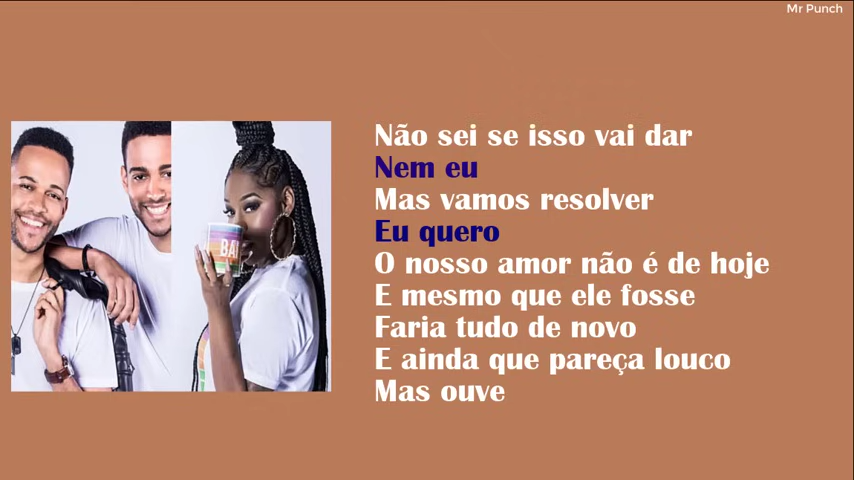 Mr Punch
Não sei se isso vai dar
Nem eu
Mas vamos resolver
Eu quero
O nosso amor não é de hoje
E mesmo que ele fosse
Faria tudo de novo
E ainda que pareça louco
Mas ouve